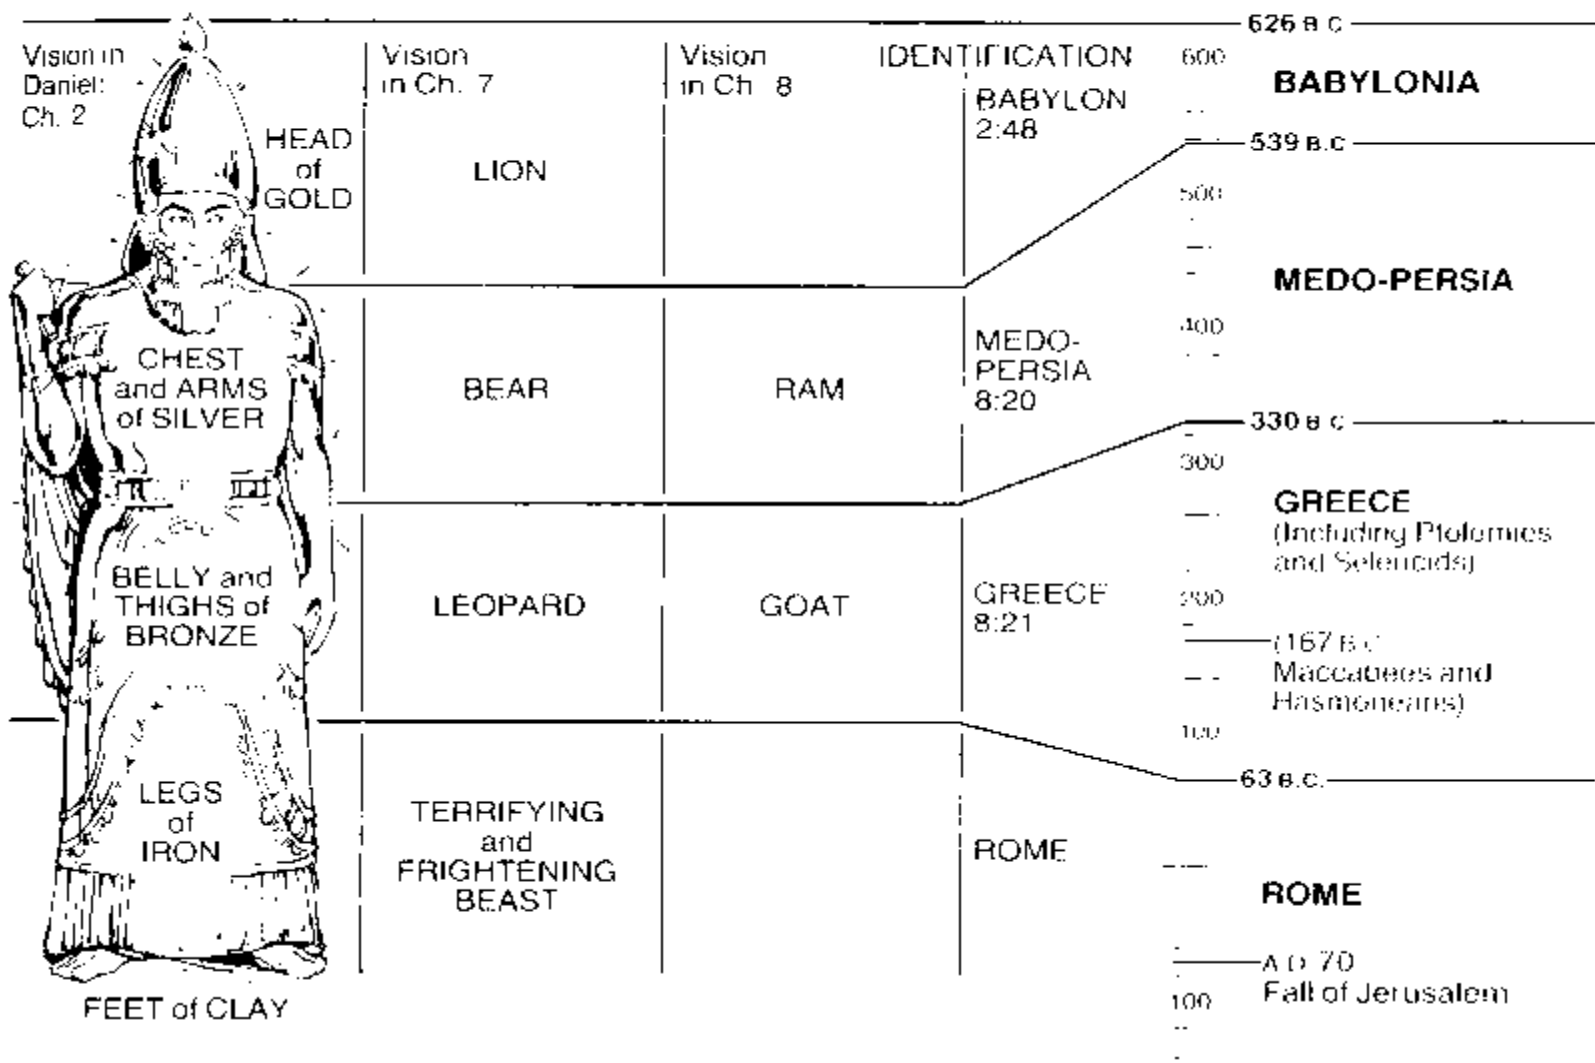 Vision in
Daniel:
Ch. 2
HEAD
of
GOLD
CHEST
and ARMS
of SILVER
BELLY and
THIGHS of
BRONZE
LEGS
of
IRON
FEET of CLAY
Vision
in Ch. 7
LION
BEAR
LEOPARD
TERRIFYING
and
FRIGHTENING
BEAST
Vision
in Ch 8
RAM
GOAT
IDENTIFICATION
BABYLON
2:48
MEDO-
PERSIA
8:20
GREECE
8:21
ROME
626 B.C
600
BABYLONIA
539 B.C
500
MEDO-PERSIA
400
330 B.C
300
GREECE
(Including Ptolemies
and Seleucids)
200
(167 B.C
Maccabees and
Hasmoneans)
100
63 B.C.
ROME
A.D. 70
Fall of Jerusalem
100